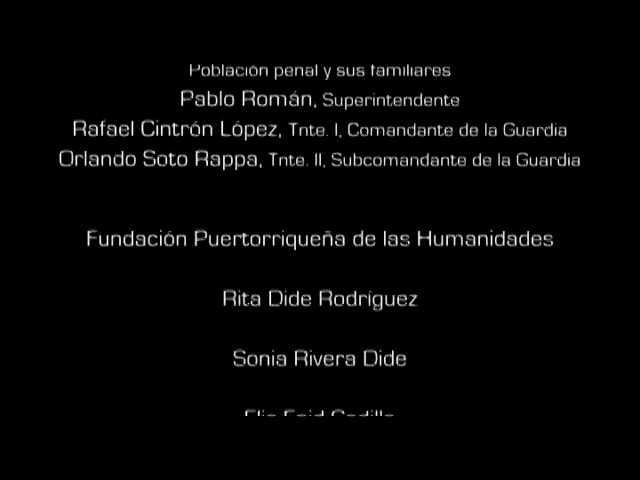 Población penal y sus familiares
Pablo Román, Superintendente
Rafael Cintrón López, Tnte. I, Comandante de la Guardia
Orlando Soto Rappa, Tnte. II, Subcomandante de la Guardia
Fundación Puertorriqueña de las Humanidades
Rita Dide Rodríguez
Sonia Rivera Dide